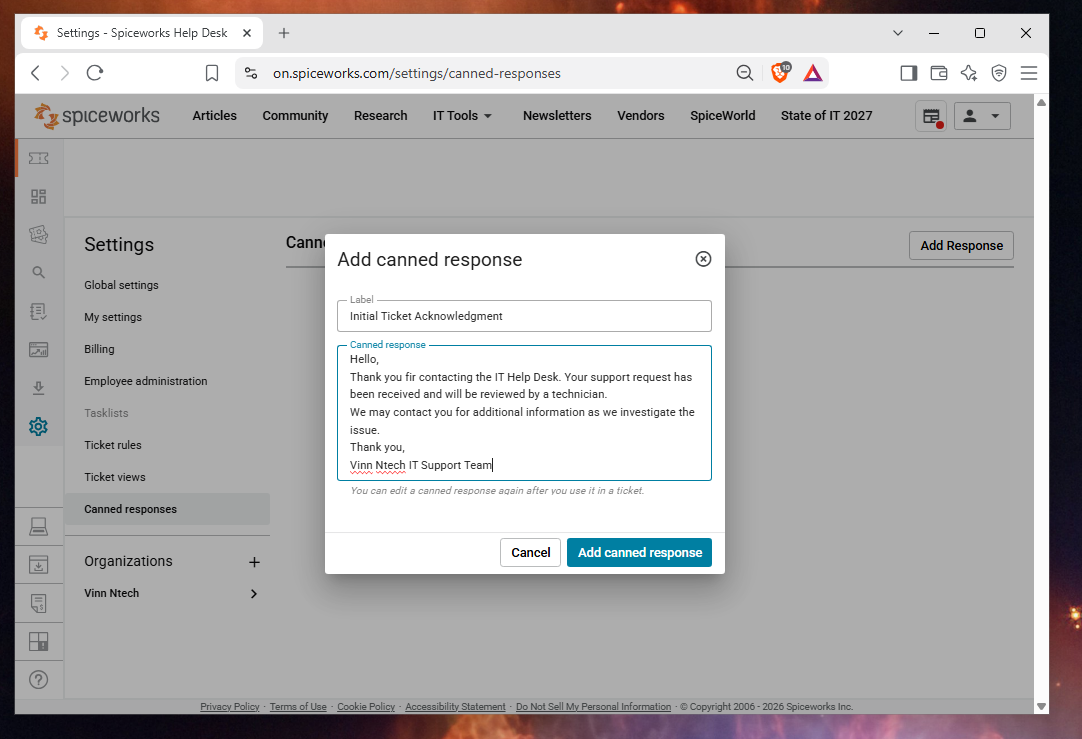 Settings - Spiceworks Help Desk
on.spiceworks.com/settings/canned-responses
10
spiceworks
Articles
Community
Research
IT Tools
Newsletters
Vendors
SpiceWorld
State of IT 2027
Settings
Global settings
My settings
Billing
Employee administration
Tasklists
Ticket rules
Ticket views
Canned responses
Organizations
Vinn Ntech
Canne
Add Response
Add canned response
Label
Initial Ticket Acknowledgment
Canned response
Hello,
Thank you fir contacting the IT Help Desk. Your support request has
been received and will be reviewed by a technician.
We may contact you for additional information as we investigate the
issue.
Thank you,
Vinn Ntech IT Support Team
You can edit a canned response again after you use it in a ticket.
Cancel
Add canned response
Privacy Policy · Terms of Use · Cookie Policy · Accessibility Statement · Do Not Sell My Personal Information · © Copyright 2006 - 2026 Spiceworks Inc.